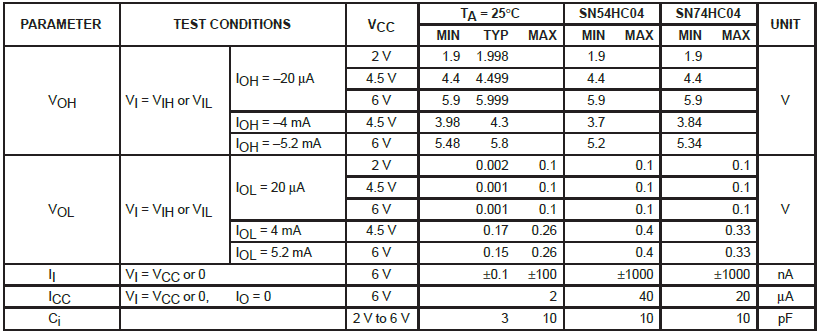 PARAMETER TEST CONDITIONS VCC TA = 25°C SN54HC04 SN74HC04 UNIT
MIN TYP MAX MIN MAX MIN MAX
VOH VI = VIH or VIL IOH = –20 µA 2 V 1.9 1.998 1.9 1.9 V
4.5 V 4.4 4.499 4.4 4.4
6 V 5.9 5.999 5.9 5.9
IOH = –4 mA 4.5 V 3.98 4.3 3.7 3.84
IOH = –5.2 mA 6 V 5.48 5.8 5.2 5.34
VOL VI = VIH or VIL IOL = 20 µA 2 V 0.002 0.1 0.1 0.1 V
4.5 V 0.001 0.1 0.1 0.1
6 V 0.001 0.1 0.1 0.1
IOL = 4 mA 4.5 V 0.17 0.26 0.4 0.33
IOL = 5.2 mA 6 V 0.15 0.26 0.4 0.33
II VI = VCC or 0 6 V ±0.1 ±100 ±1000 ±1000 nA
ICC VI = VCC or 0, IO = 0 6 V 2 40 20 µA
Ci 2 V to 6 V 3 10 10 10 pF